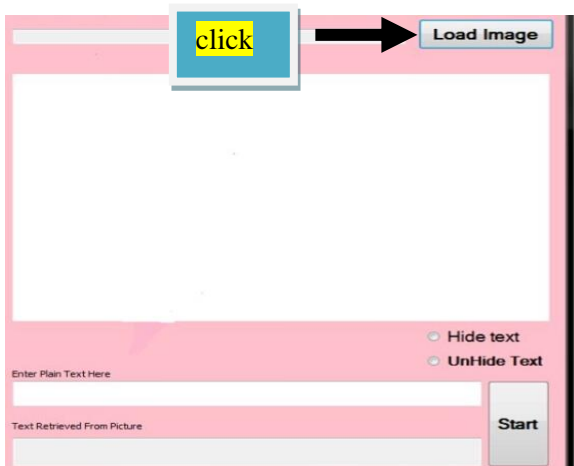 click
Load Image
Hide text
UnHide Text
Enter Plain Text Here
Start
Text Retrieved From Picture